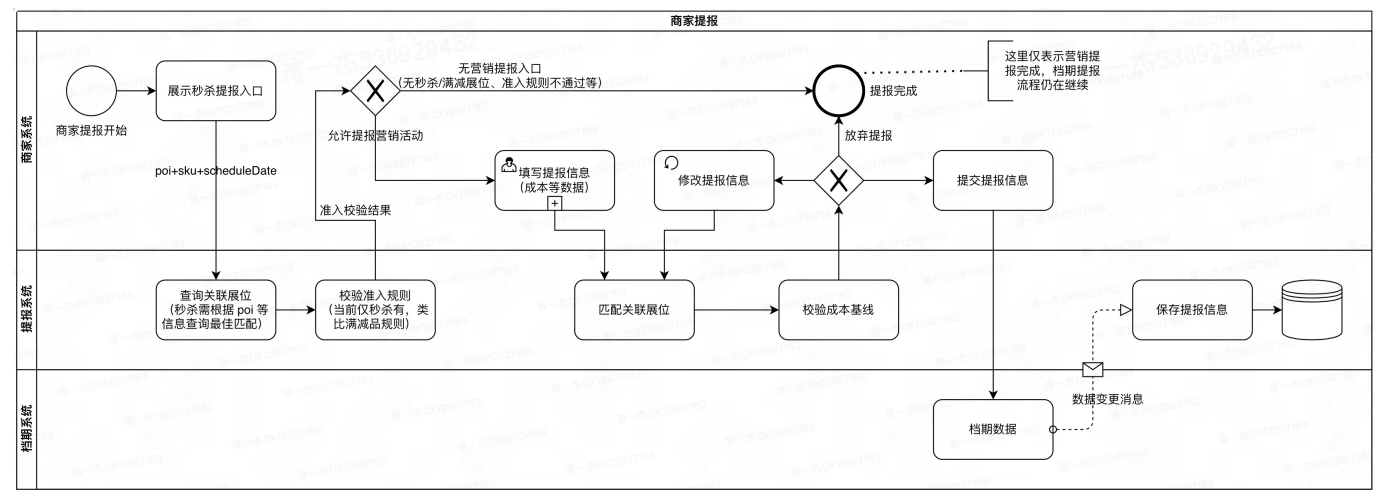 商家提报
商家系统
商家提报开始
展示秒杀提报入口
无营销提报入口
（无秒杀/满减展位、准入规则不通过等）
提报完成
这里仅表示营销提
报完成，档期提报
流程仍在继续
允许提报营销活动
放弃提报
poi+sku+scheduleDate
填写提报信息
（成本等数据）
修改提报信息
提交提报信息
准入校验结果
提报系统
查询关联展位
（秒杀需根据 poi 等
信息查询最佳匹配）
校验准入规则
（当前仅秒杀有，类
比满减品规则）
匹配关联展位
校验成本基线
保存提报信息
档期系统
数据变更消息
档期数据